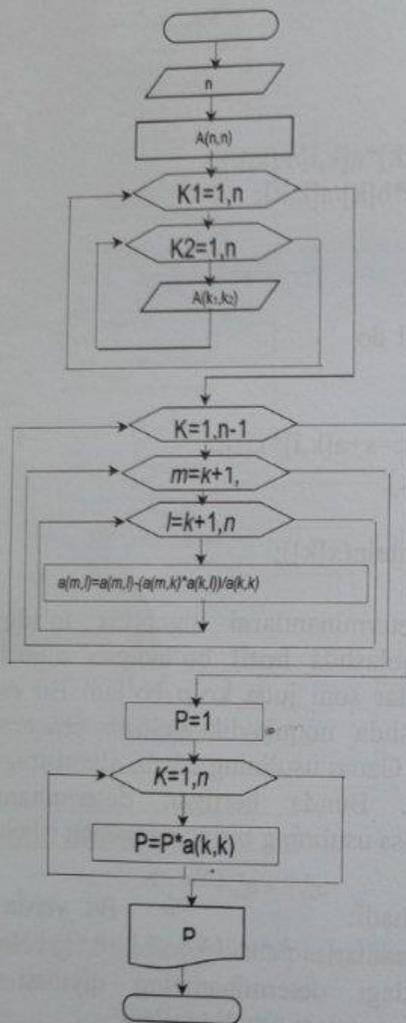 n
A(n,n)
K1=1,n
K2=1,n
A(k₁,k₂)
K=1,n-1
m=k+1,
l=k+1,n
a(m,l)=a(m,l)-(a(m,k)*a(k,l))/a(k,k)
P=1
K=1,n
P=P*a(k,k)
P